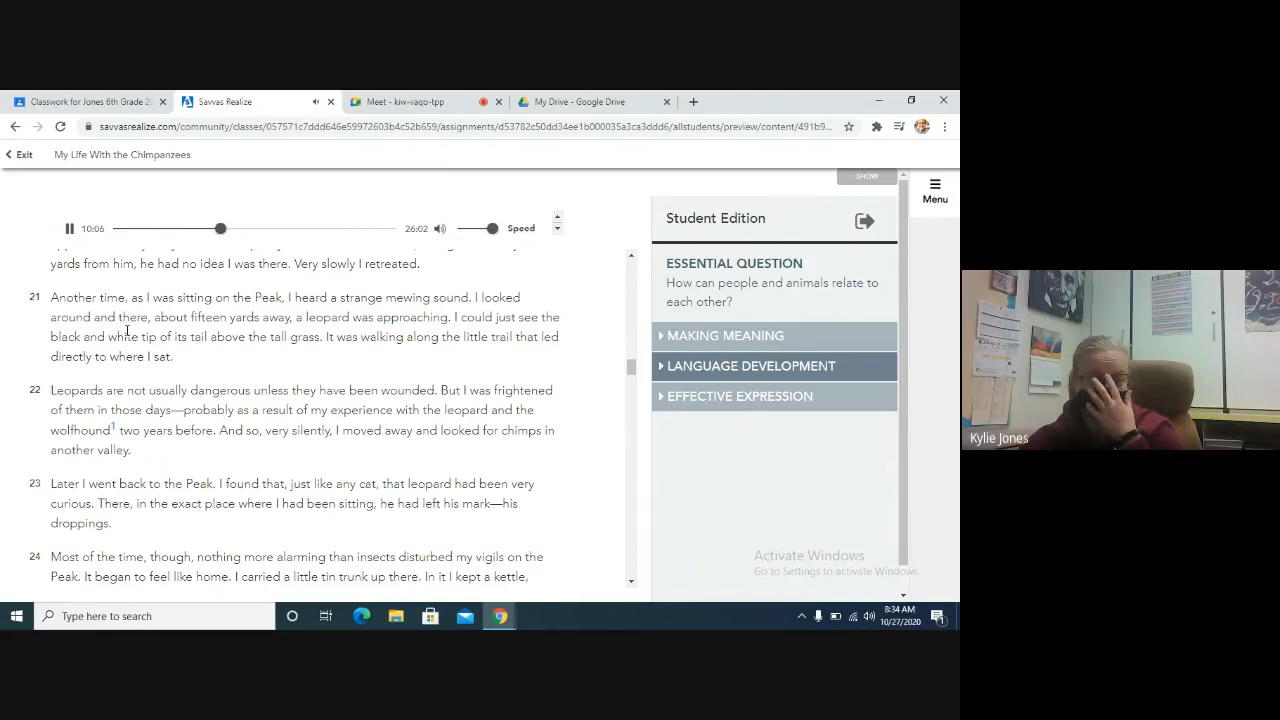 Classwork for Jones 6th Grade 20
Savvas Realize
Meet - kiw-vaqo-tpp
My Drive - Google Drive
savvasrealize.com/community/classes/057571c7ddd646e59972603b4c52b659/assignments/d53782c50dd34ee1b000035a3ca3ddd6/allstudents/preview/content/491b9...
Exit
My Life With the Chimpanzees
SHOW
Menu
10:06
26:02
Speed
yards from him, he had no idea I was there. Very slowly I retreated.
21 Another time, as I was sitting on the Peak, I heard a strange mewing sound. I looked
around and there, about fifteen yards away, a leopard was approaching. I could just see the
black and white tip of its tail above the tall grass. It was walking along the little trail that led
directly to where I sat.
22 Leopards are not usually dangerous unless they have been wounded. But I was frightened
of them in those days—probably as a result of my experience with the leopard and the
wolfhound1 two years before. And so, very silently, I moved away and looked for chimps in
another valley.
23 Later I went back to the Peak. I found that, just like any cat, that leopard had been very
curious. There, in the exact place where I had been sitting, he had left his mark—his
droppings.
24 Most of the time, though, nothing more alarming than insects disturbed my vigils on the
Peak. It began to feel like home. I carried a little tin trunk up there. In it I kept a kettle,
Student Edition
ESSENTIAL QUESTION
How can people and animals relate to
each other?
MAKING MEANING
LANGUAGE DEVELOPMENT
EFFECTIVE EXPRESSION
Activate Windows
Go to Settings to activate Windows.
Kylie Jones
Type here to search
8:34 AM
10/27/2020
1